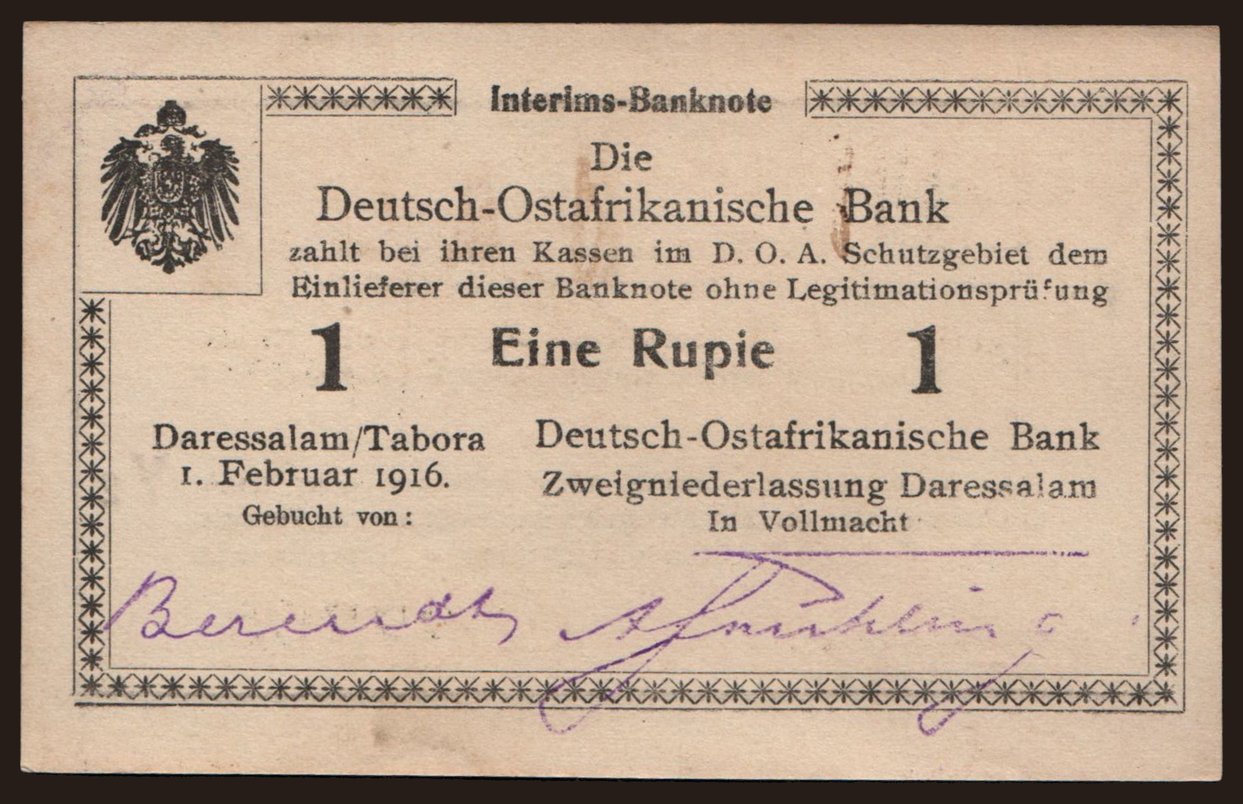 Interims-Banknote
Die
Deutsch-Ostafrikanische Bank
zahlt bei ihren Kassen im D. O. A. Schutzgebiet dem
Einlieferer dieser Banknote ohne Legitimationsprüfung
1 Eine Rupie 1
Daressalam/Tabora
1. Februar 1916.
Gebucht von:
Deutsch-Ostafrikanische Bank
Zweigniederlassung Daressalam
In Vollmacht
Berendt